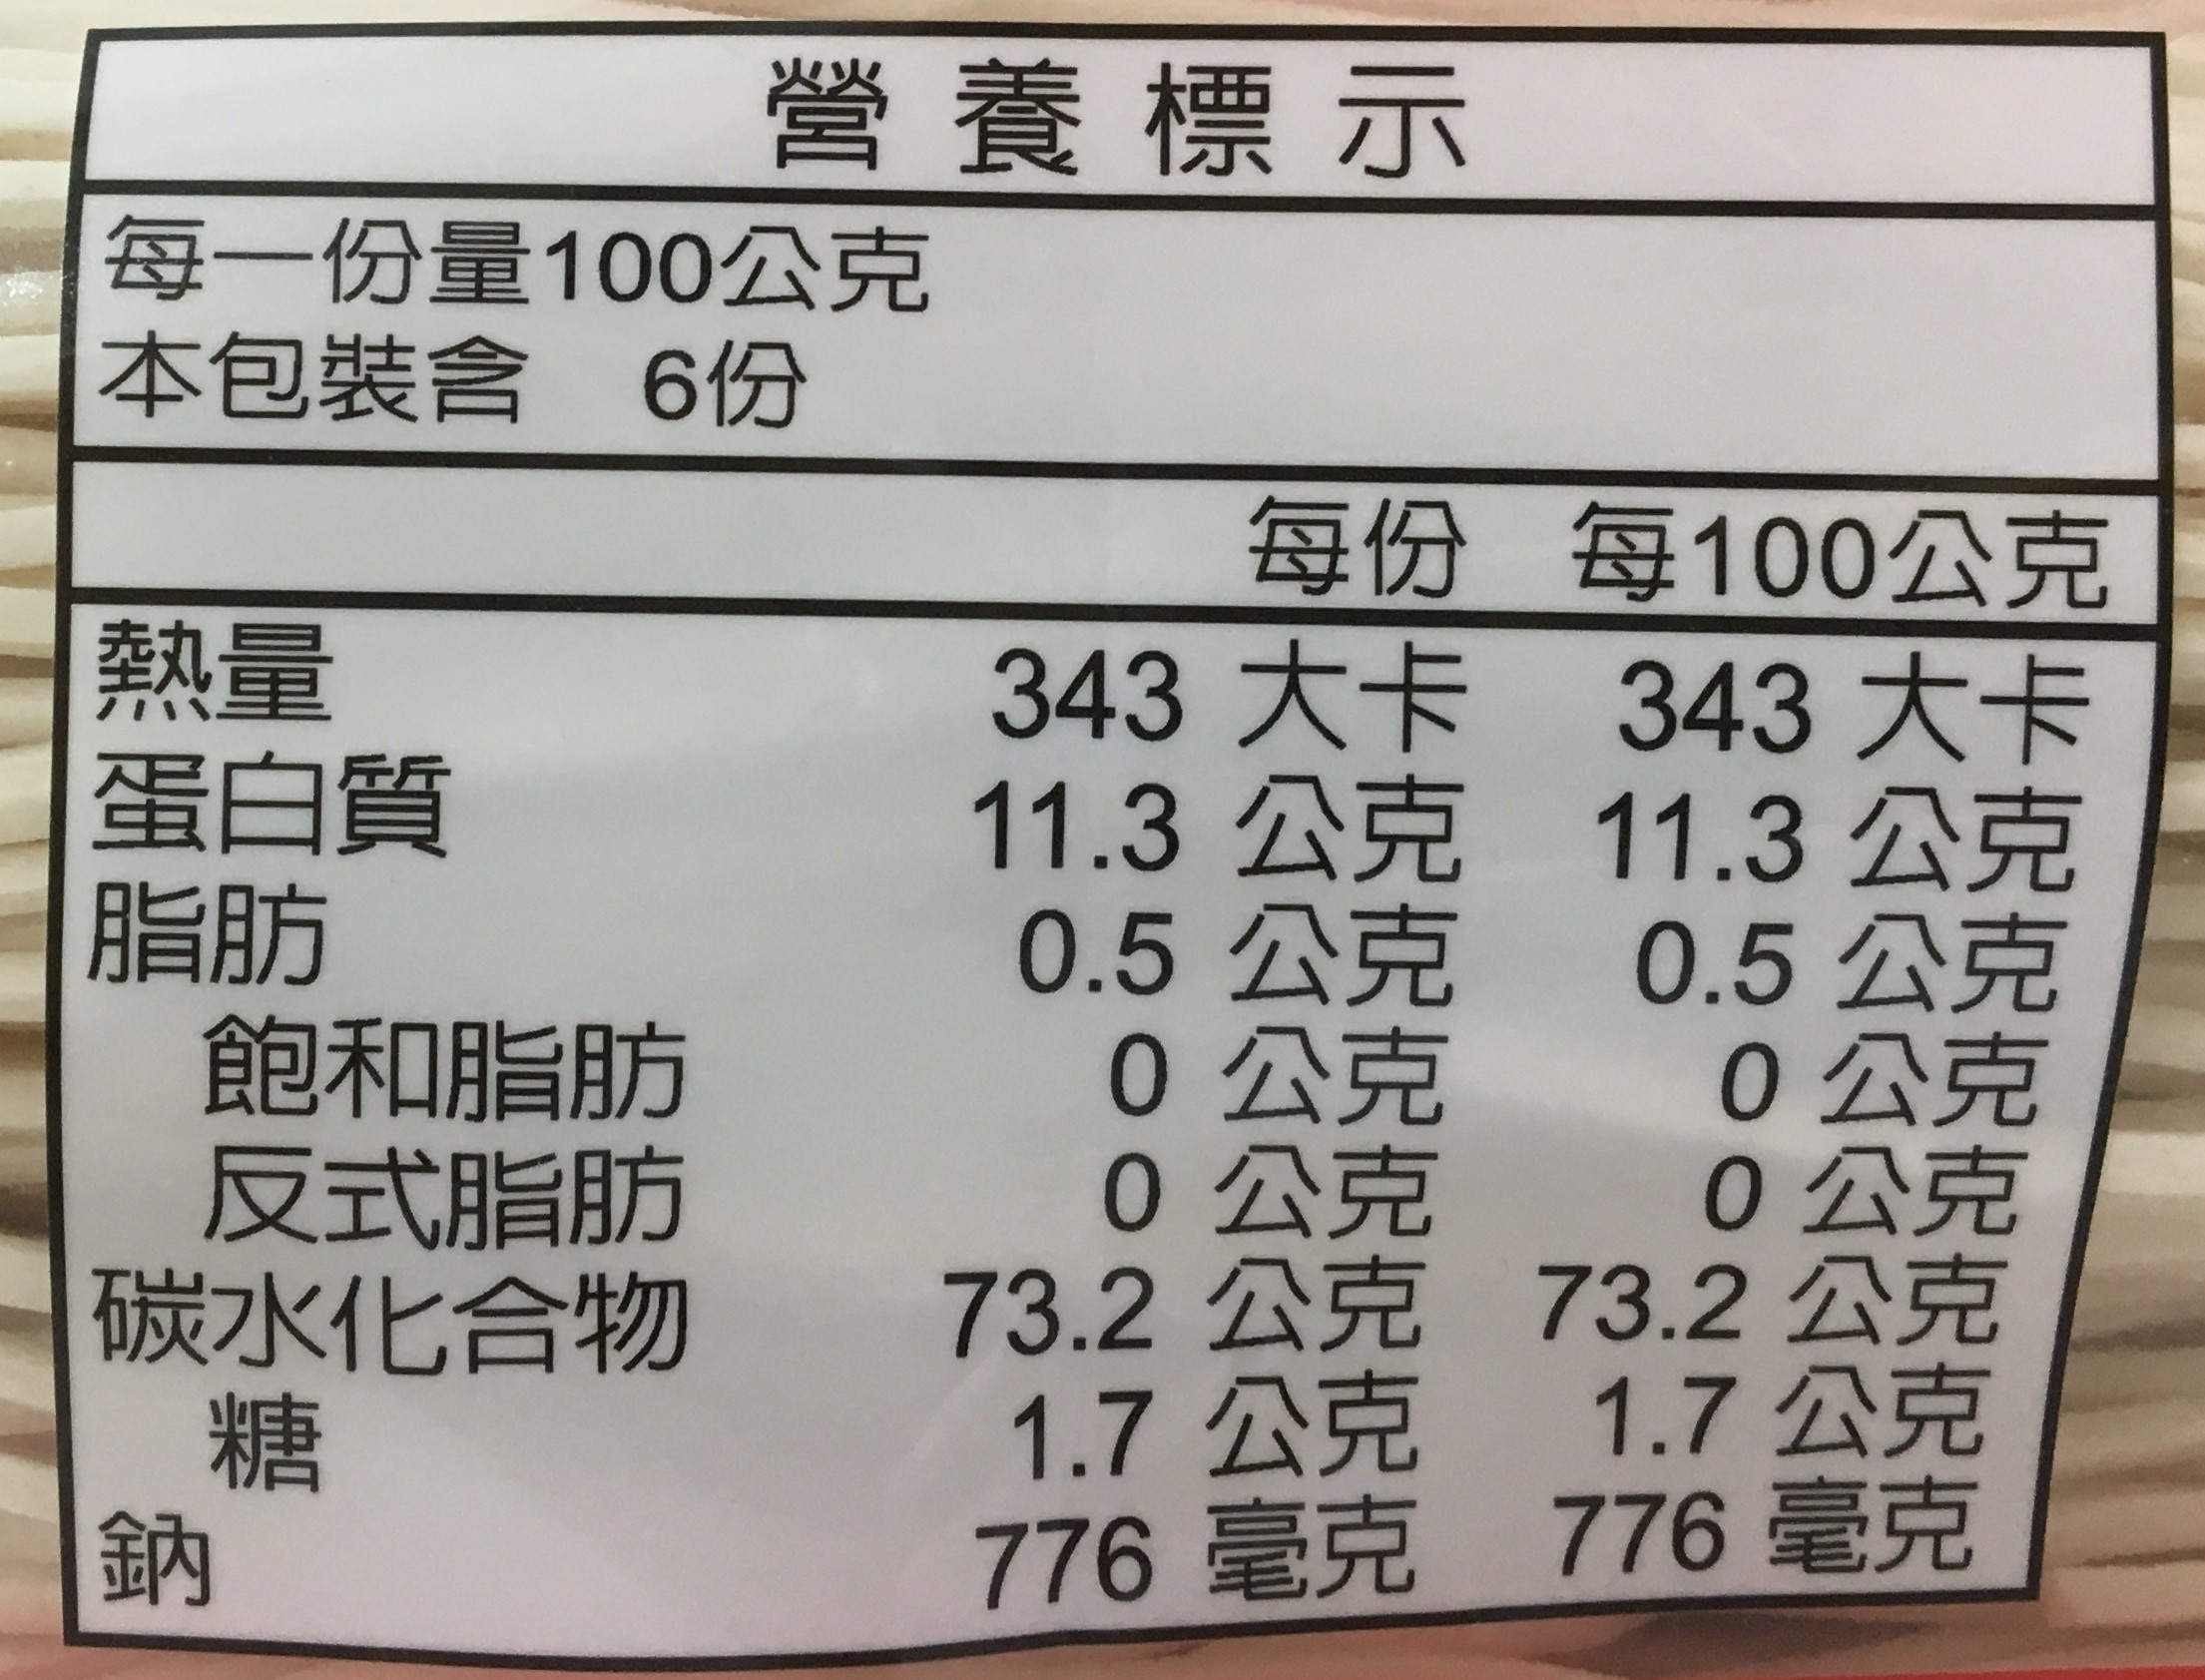 營養標示
每一份量100公克
本包裝含 6份
每份 每100公克
熱量 343 大卡 343 大卡
蛋白質 11.3 公克 11.3 公克
脂肪 0.5 公克 0.5 公克
飽和脂肪 0 公克 0 公克
反式脂肪 0 公克 0 公克
碳水化合物 73.2 公克 73.2 公克
糖 1.7 公克 1.7 公克
鈉 776 毫克 776 毫克